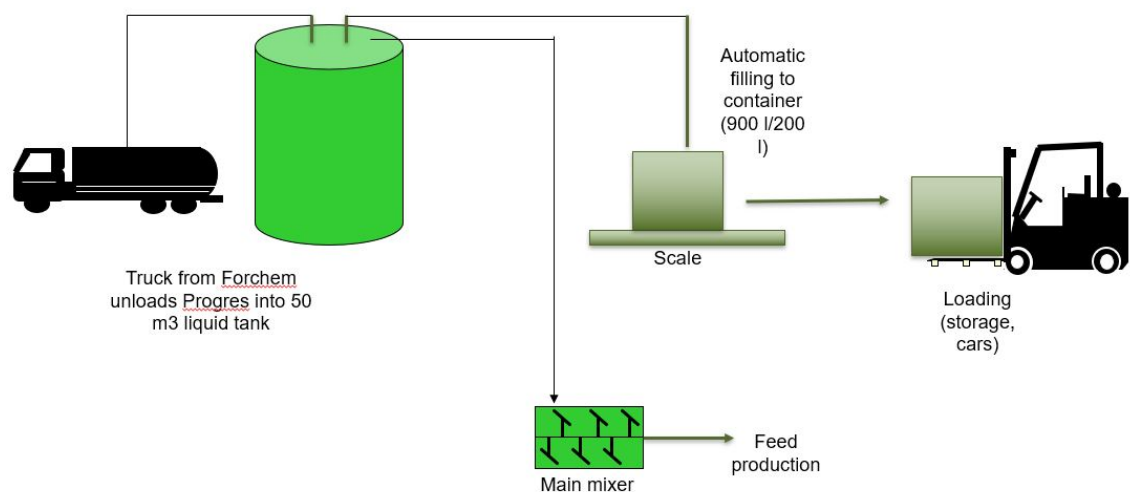 Truck from Forchem
unloads Progres into 50
m3 liquid tank
Automatic
filling to
container
(900 l/200
l)
Scale
Loading
(storage,
cars)
Main mixer
Feed
production